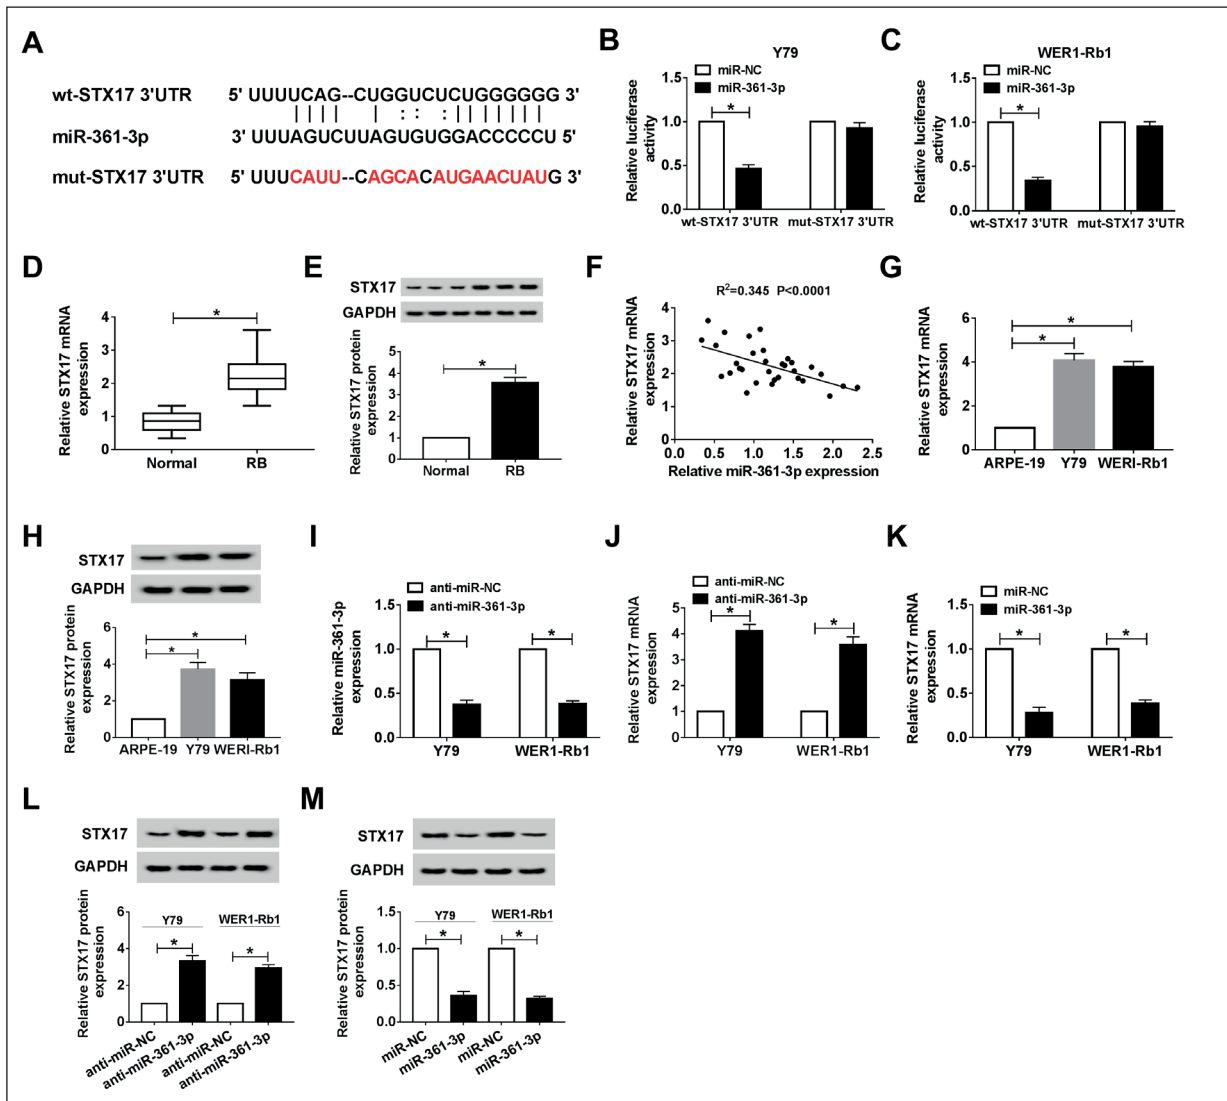 A
wt-STX17 3'UTR 5' UUUUCAG--CUGGUCUCUGGGGGG 3'
miR-361-3p 3' UUUAGUCUUAGUGUGGACCCCCU 5'
mut-STX17 3'UTR 5' UUUCAUU--CAGCACAUGAACUAUG 3'
B
Y79
miR-NC
miR-361-3p
Relative luciferase
activity
1.5
1.0
0.5
0.0
*
wt-STX17 3'UTR mut-STX17 3'UTR
C
WER1-Rb1
miR-NC
miR-361-3p
Relative luciferase
activity
1.5
1.0
0.5
0.0
*
wt-STX17 3'UTR mut-STX17 3'UTR
D
Relative STX17 mRNA
expression
4
3
2
1
0
*
Normal RB
E
STX17
GAPDH
Relative STX17 protein
expression
5
4
3
2
1
0
*
Normal RB
F
R2=0.345 P<0.0001
Relative STX17 mRNA
expression
4
3
2
1
0
0.0 0.5 1.0 1.5 2.0 2.5
Relative miR-361-3p expression
G
Relative STX17 mRNA
expression
6
4
2
0
*
*
ARPE-19 Y79 WERI-Rb1
H
STX17
GAPDH
Relative STX17 protein
expression
6
4
2
0
*
*
ARPE-19 Y79 WERI-Rb1
I
anti-miR-NC
anti-miR-361-3p
Relative miR-361-3p
expression
1.5
1.0
0.5
0.0
* *
Y79 WER1-Rb1
J
anti-miR-NC
anti-miR-361-3p
Relative STX17 mRNA
expression
5
4
3
2
1
0
* *
Y79 WER1-Rb1
K
miR-NC
miR-361-3p
Relative STX17 mRNA
expression
1.5
1.0
0.5
0.0
* *
Y79 WER1-Rb1
L
STX17
GAPDH
Relative STX17 protein
expression
6
4
2
0
Y79 WER1-Rb1
* *
anti-miR-NC
anti-miR-361-3p
anti-miR-NC
anti-miR-361-3p
M
STX17
GAPDH
Relative STX17 protein
expression
1.5
1.0
0.5
0.0
Y79 WER1-Rb1
* *
miR-NC
miR-361-3p
miR-NC
miR-361-3p